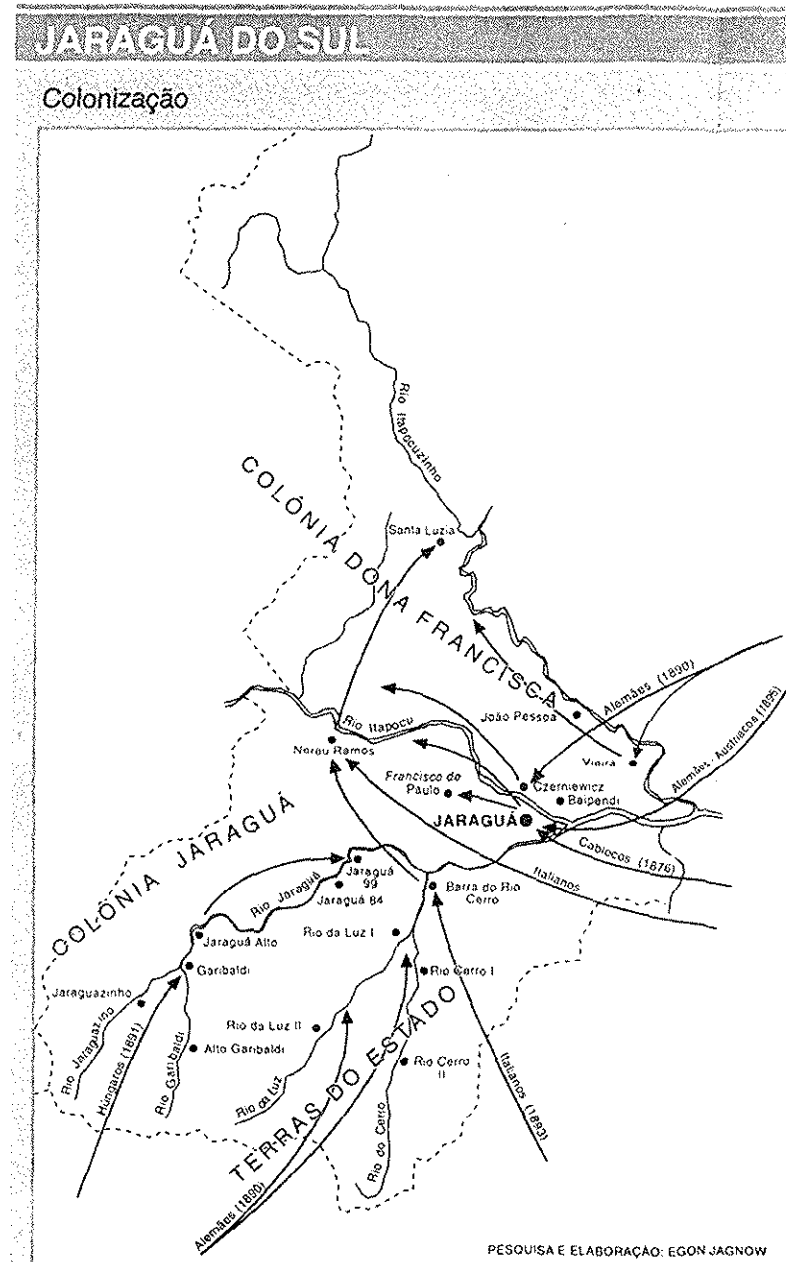 JARAGUÁ DO SUL
Colonização
Rio Itapocuzinho
COLÔNIA DONA FRANCISCA
Santa Luzia
Alemães (1890)
Alemães Austríacos (1895)
João Pessoa
Rio Itapocu
Nereu Ramos
Vieira
Czerniewicz
Francisco de
Paulo
Baipendi
JARAGUÁ
COLÔNIA JARAGUÁ
Cablocos (1876)
Italianos
Jaraguá
99
Rio Jaraguá
Jaraguá 84
Barra do Rio
Cerro
Rio da Luz I
Jaraguá Alto
Garibaldi
Rio Cerro I
Jaraguazinho
Rio Jaraguazino
Húngaros (1891)
Rio Garibaldi
Alto Garibaldi
Rio da Luz II
Rio da Luz
TERRAS DO ESTADO
Rio Cerro
II
Rio do Cerro
Italianos (1893)
Alemães (1890)
PESQUISA E ELABORAÇÃO: EGON JAGNOW